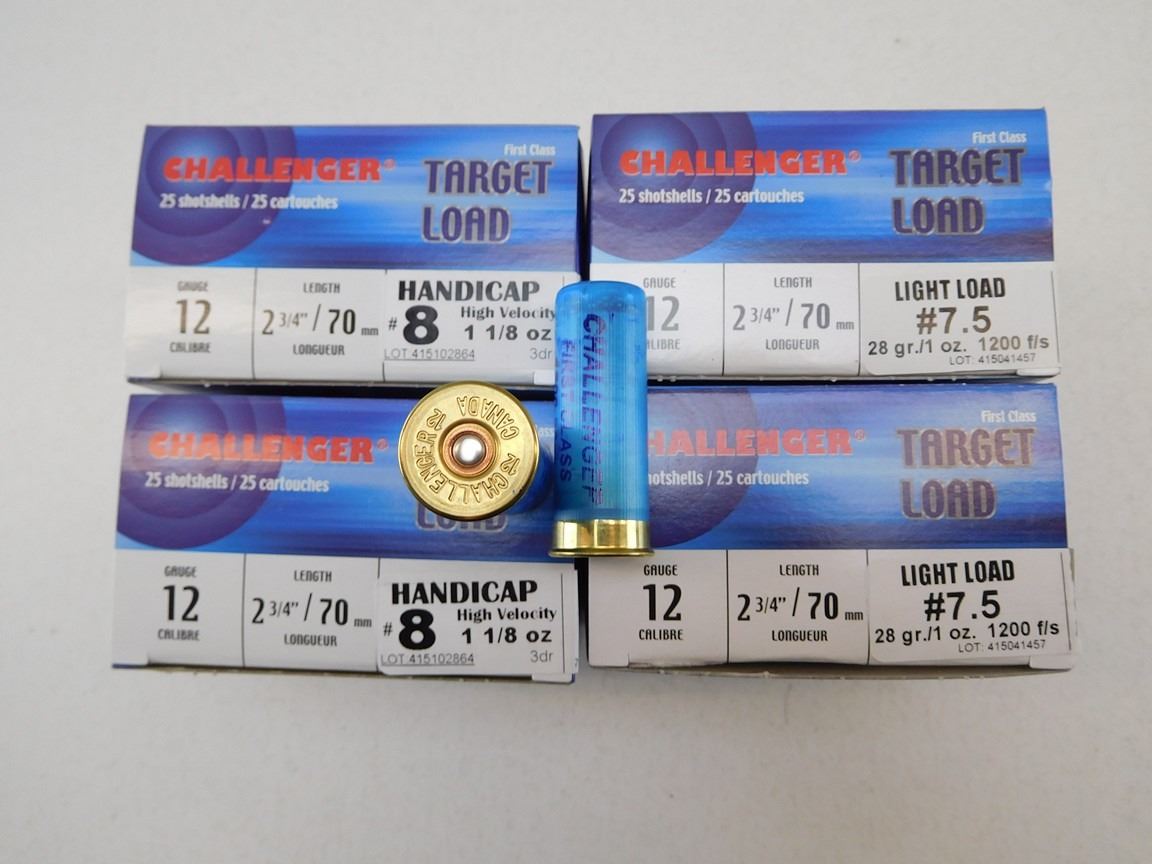 CHALLENGER®
First Class
TARGET
LOAD
25 shotshells / 25 cartouches
GAUGE
12
CALIBRE
LENGTH
2 3/4" / 70 mm
LONGUEUR
HANDICAP
#8
High Velocity
1 1/8 oz
LOT 415102864
3dr
CHALLENGER®
First Class
TARGET
LOAD
25 shotshells / 25 cartouches
GAUGE
12
LENGTH
2 3/4" / 70 mm
LONGUEUR
LIGHT LOAD
#7.5
28 gr./1 oz. 1200 f/s
LOT: 415041457
CHALLENGER
25 shotshells / 25 cartouches
LOAD
GAUGE
12
CALIBRE
LENGTH
2 3/4" / 70 mm
LONGUEUR
HANDICAP
#8
High Velocity
1 1/8 oz
LOT 415102864
3dr
12 CHALLENGER 12 CANADA
CHALLENGER
FIRST CLASS
HALLENGER®
First Class
TARGET
LOAD
GAUGE
12
CALIBRE
LENGTH
2 3/4" / 70 mm
LONGUEUR
LIGHT LOAD
#7.5
28 gr./1 oz. 1200 f/s
LOT: 415041457